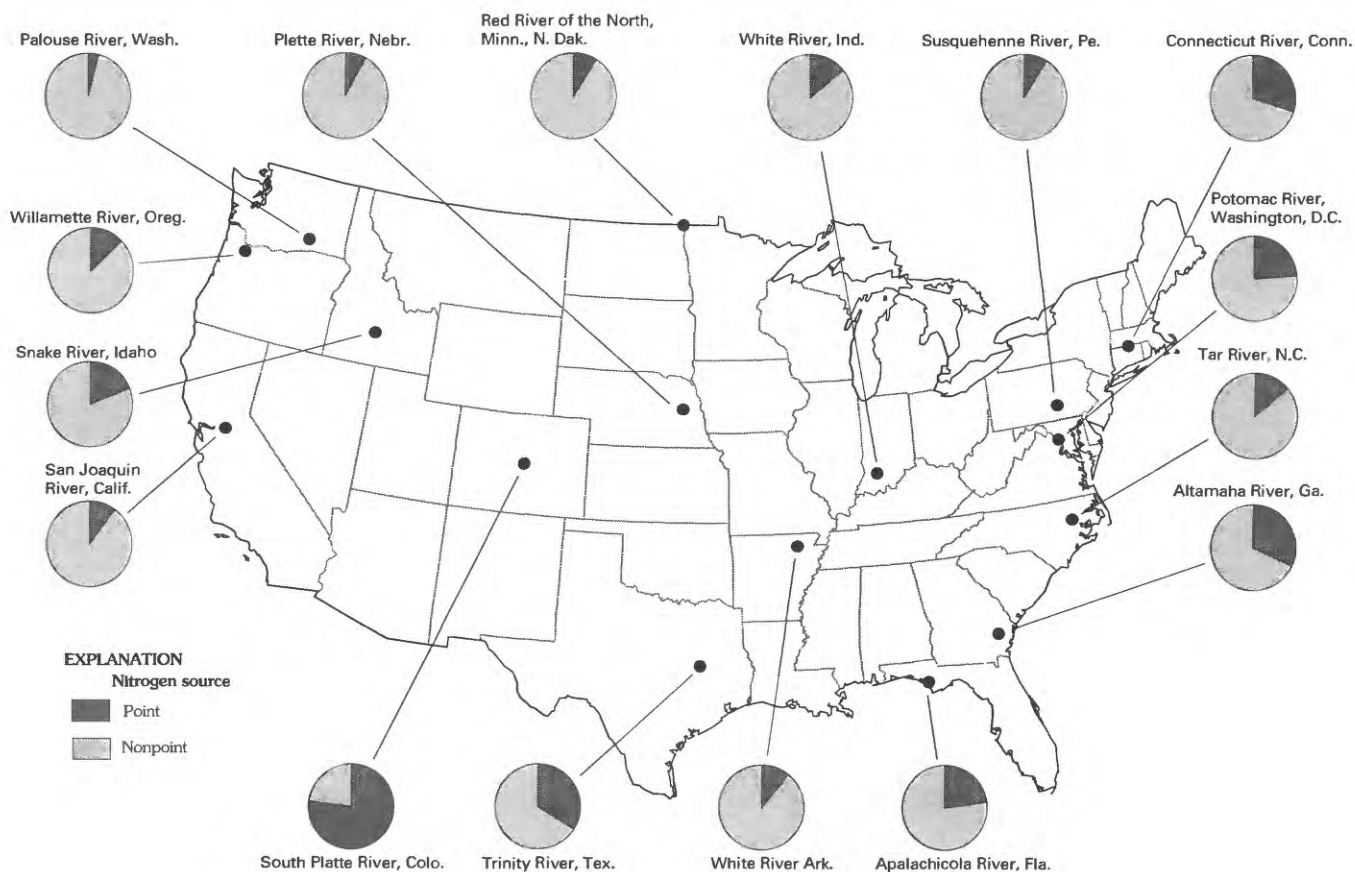 Red River of the North,
Minn., N. Dak.
Palouse River, Wash.
Plette River, Nebr.
White River, Ind.
Susquehenne River, Pe.
Connecticut River, Conn.
Willamette River, Oreg.
Potomac River,
Washington, D.C.
Snake River, Idaho
Tar River, N.C.
San Joaquin
River, Calif.
Altamaha River, Ga.
EXPLANATION
Nitrogen source
Point
Nonpoint
South Platte River, Colo.
Trinity River, Tex.
White River Ark.
Apalachicola River, Fla.